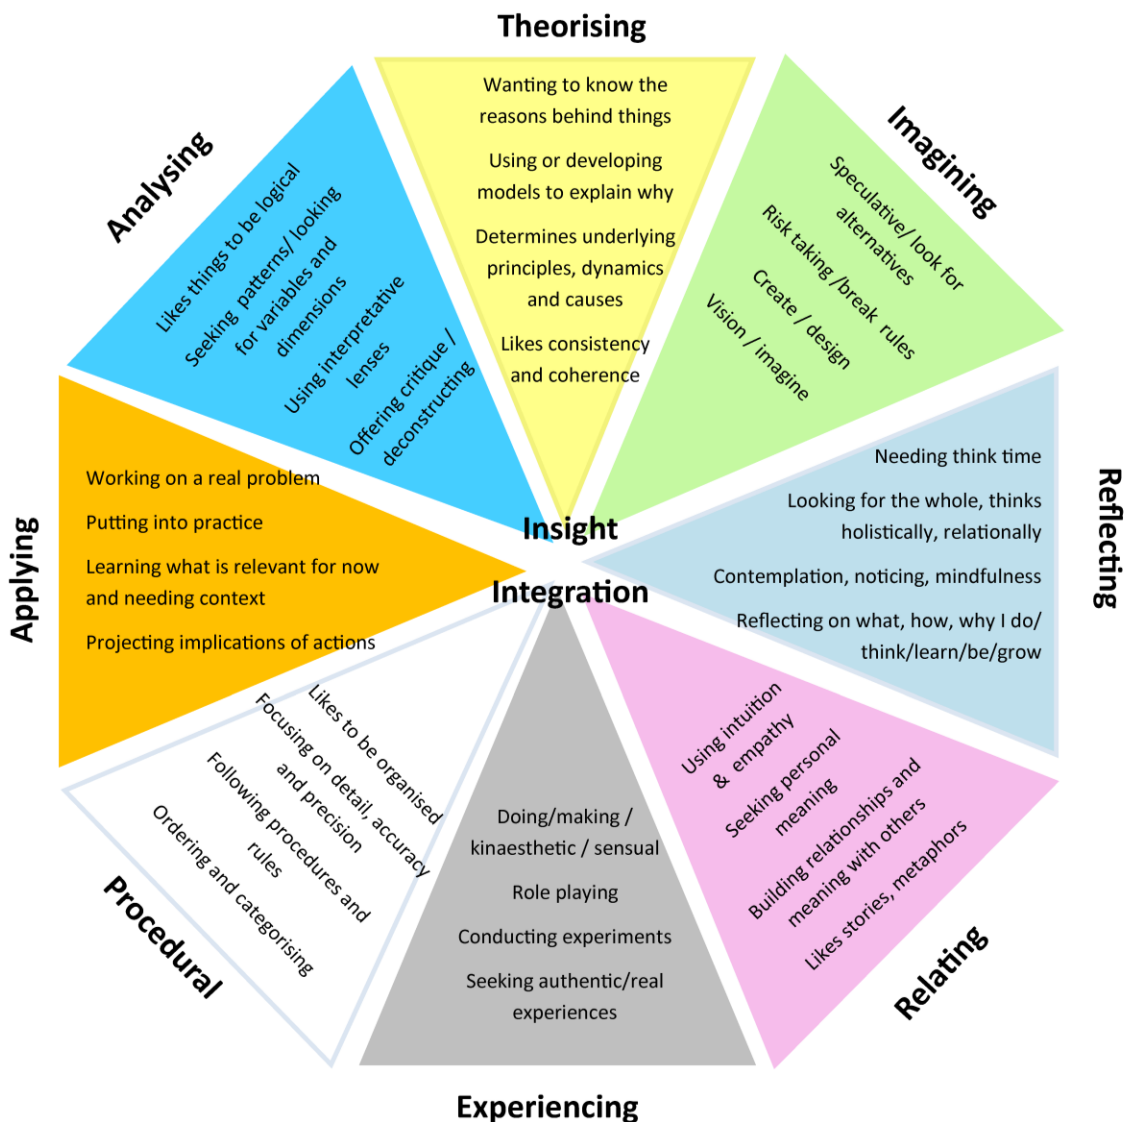 Theorising
Wanting to know the
reasons behind things
Using or developing
models to explain why
Determines underlying
principles, dynamics
and causes
Likes consistency
and coherence
Imagining
Speculative/ look for
alternatives
Risk taking /break rules
Create / design
Vision / imagine
Reflecting
Needing think time
Looking for the whole, thinks
holistically, relationally
Contemplation, noticing, mindfulness
Reflecting on what, how, why I do/
think/learn/be/grow
Relating
Using intuition
& empathy
Seeking personal
meaning
Building relationships and
meaning with others
Likes stories, metaphors
Experiencing
Doing/making /
kinaesthetic / sensual
Role playing
Conducting experiments
Seeking authentic/real
experiences
Procedural
Likes to be organised
Focusing on detail, accuracy
and precision
Following procedures and
rules
Ordering and categorising
Applying
Working on a real problem
Putting into practice
Learning what is relevant for now
and needing context
Projecting implications of actions
Analysing
Likes things to be logical
Seeking patterns/ looking
for variables and
dimensions
Using interpretative
lenses
Offering critique /
deconstructing
Insight
Integration